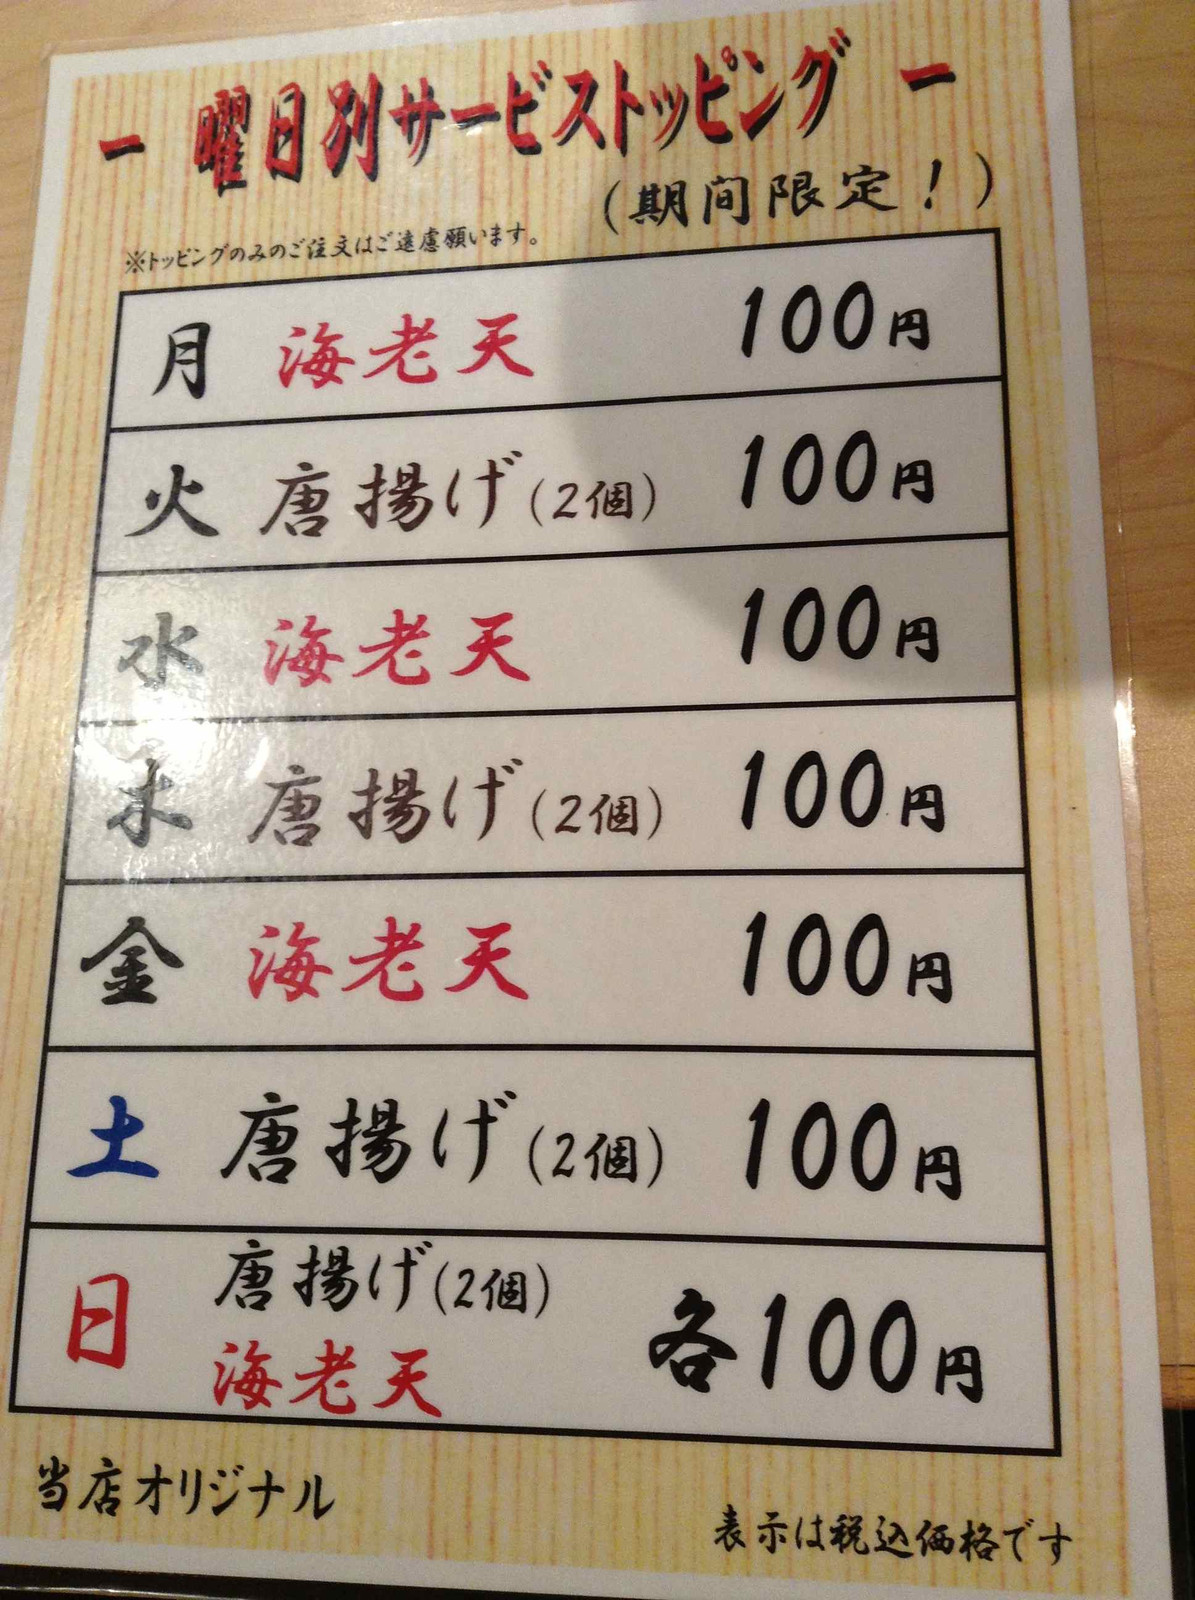 － 曜日別サービストッピング －
(期間限定！)
※トッピングのみのご注文はご遠慮願います。
月 海老天 100円
火 唐揚げ(2個) 100円
水 海老天 100円
木 唐揚げ(2個) 100円
金 海老天 100円
土 唐揚げ(2個) 100円
日 唐揚げ(2個)
海老天 各100円
当店オリジナル
表示は税込価格です